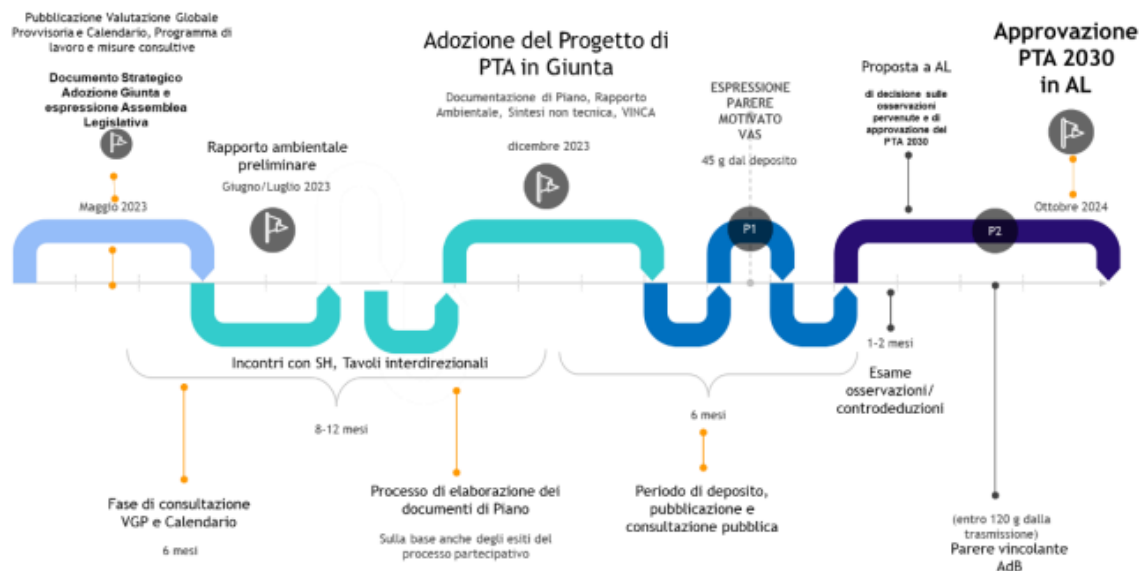 Pubblicazione Valutazione Globale
Provvisoria e Calendario, Programma di
lavoro e misure consultive
Documento Strategico
Adozione Giunta e
espressione Assemblea
Legislativa
Maggio 2023
Rapporto ambientale
preliminare
Giugno/Luglio 2023
Adozione del Progetto di
PTA in Giunta
Documentazione di Piano, Rapporto
Ambientale, Sintesi non tecnica, VINCA
dicembre 2023
ESPRESSIONE
PARERE
MOTIVATO
VAS
45 g dal deposito
P1
Proposta a AL
di decisione sulle
osservazioni
pervenute e di
approvazione del
PTA 2030
Approvazione
PTA 2030
in AL
Ottobre 2024
P2
Incontri con SH, Tavoli interdirezionali
8-12 mesi
6 mesi
1-2 mesi
Esame
osservazioni/
controdeduzioni
Fase di consultazione
VGP e Calendario
6 mesi
Processo di elaborazione dei
documenti di Piano
Sulla base anche degli esiti del
processo partecipativo
Periodo di deposito,
pubblicazione e
consultazione pubblica
(entro 120 g dalla
trasmissione)
Parere vincolante
AdB